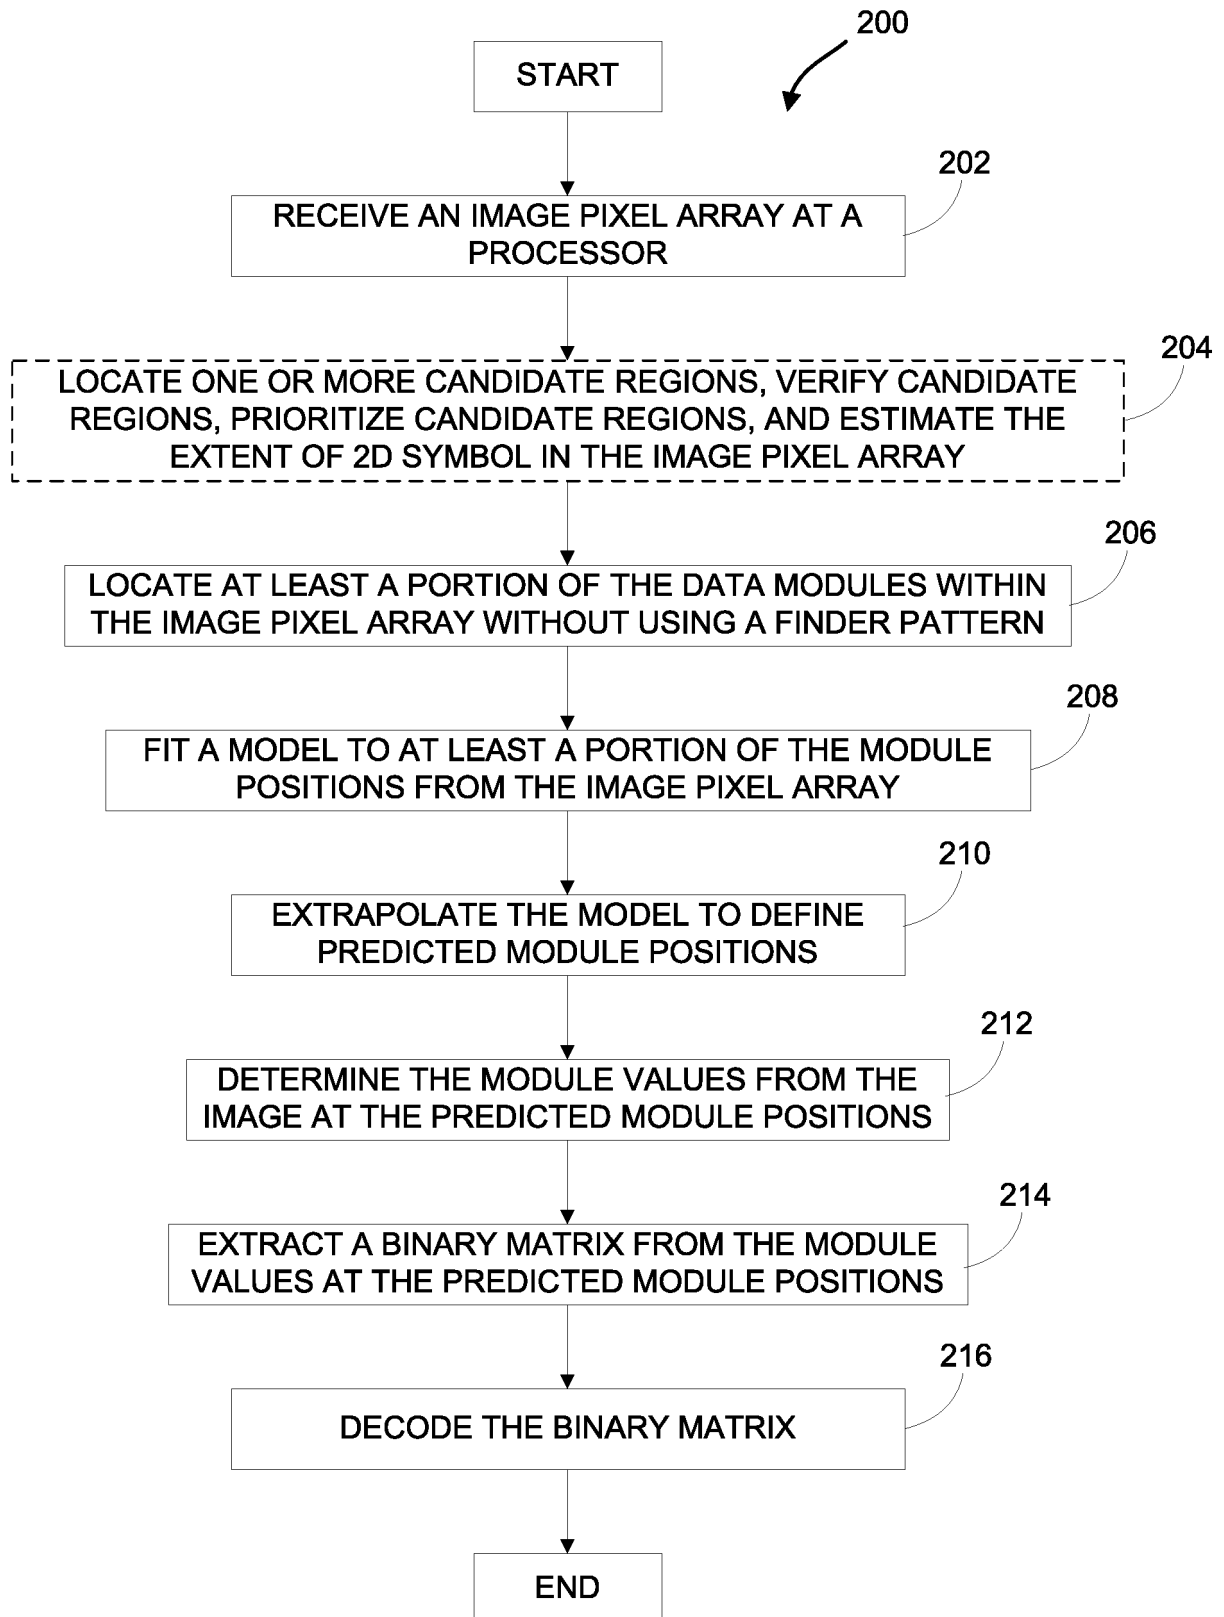 200
START
202
RECEIVE AN IMAGE PIXEL ARRAY AT A
PROCESSOR
204
LOCATE ONE OR MORE CANDIDATE REGIONS, VERIFY CANDIDATE
REGIONS, PRIORITIZE CANDIDATE REGIONS, AND ESTIMATE THE
EXTENT OF 2D SYMBOL IN THE IMAGE PIXEL ARRAY
206
LOCATE AT LEAST A PORTION OF THE DATA MODULES WITHIN
THE IMAGE PIXEL ARRAY WITHOUT USING A FINDER PATTERN
208
FIT A MODEL TO AT LEAST A PORTION OF THE MODULE
POSITIONS FROM THE IMAGE PIXEL ARRAY
210
EXTRAPOLATE THE MODEL TO DEFINE
PREDICTED MODULE POSITIONS
212
DETERMINE THE MODULE VALUES FROM THE
IMAGE AT THE PREDICTED MODULE POSITIONS
214
EXTRACT A BINARY MATRIX FROM THE MODULE
VALUES AT THE PREDICTED MODULE POSITIONS
216
DECODE THE BINARY MATRIX
END